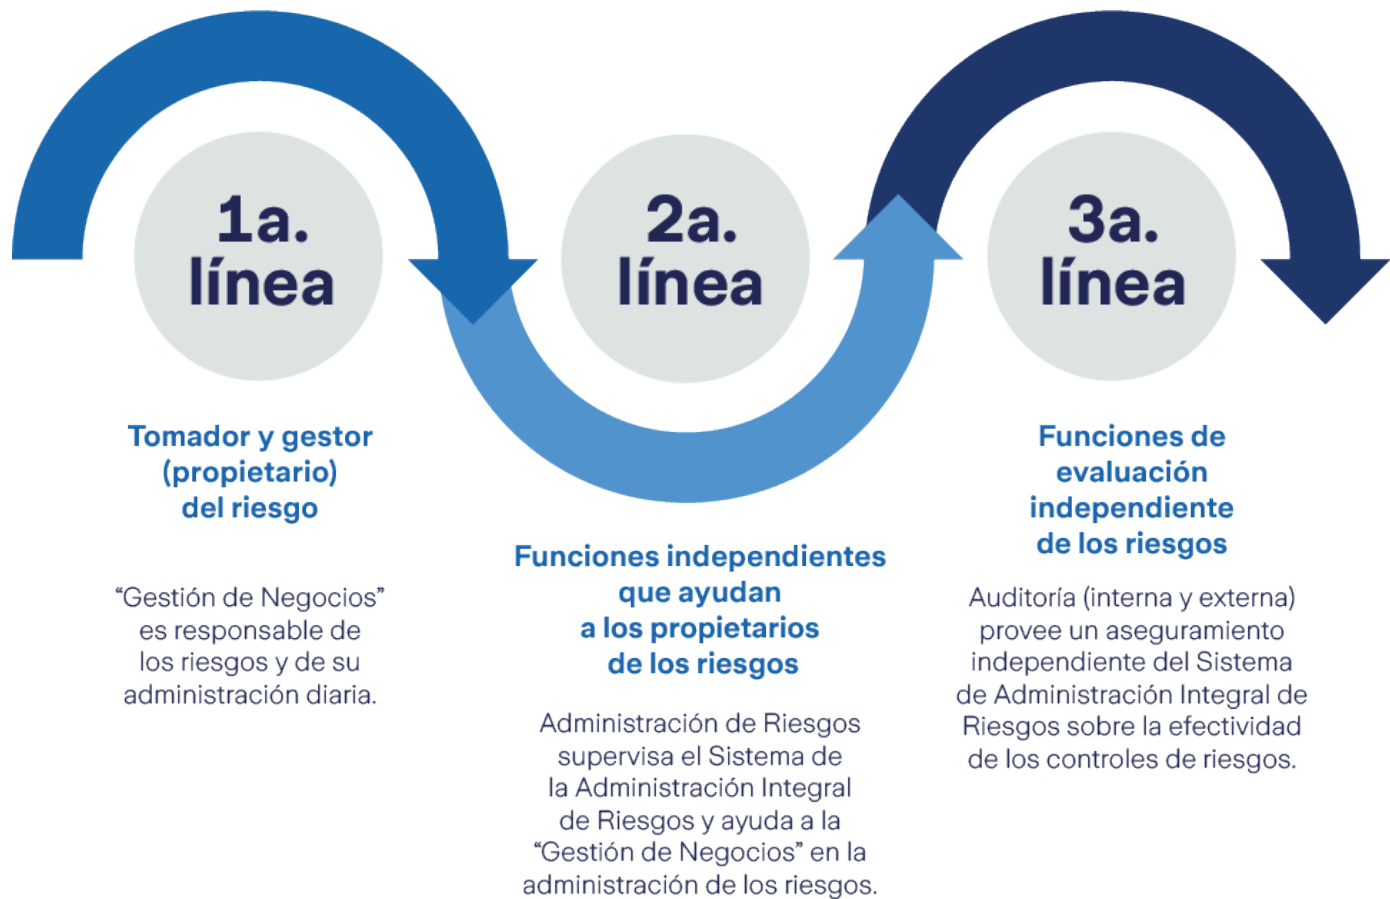 1a.
línea
Tomador y gestor
(propietario)
del riesgo
“Gestión de Negocios”
es responsable de
los riesgos y de su
administración diaria.
2a.
línea
Funciones independientes
que ayudan
a los propietarios
de los riesgos
Administración de Riesgos
supervisa el Sistema de
la Administración Integral
de Riesgos y ayuda a la
“Gestión de Negocios” en la
administración de los riesgos.
3a.
línea
Funciones de
evaluación
independiente
de los riesgos
Auditoría (interna y externa)
provee un aseguramiento
independiente del Sistema
de Administración Integral de
Riesgos sobre la efectividad
de los controles de riesgos.